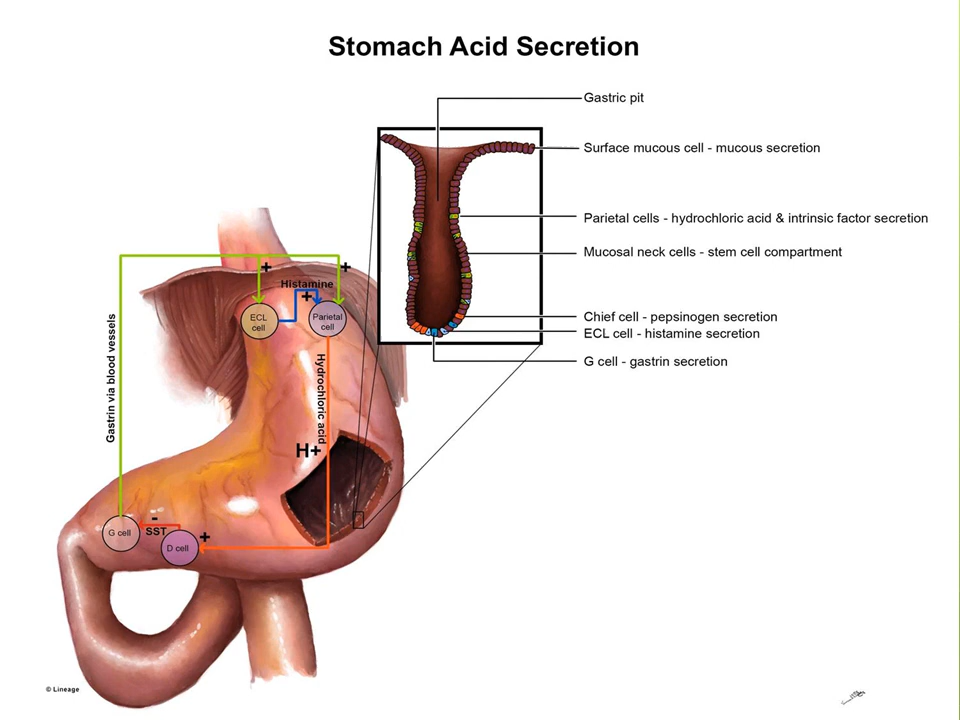 Stomach Acid Secretion
Gastric pit
Surface mucous cell - mucous secretion
Parietal cells - hydrochloric acid & intrinsic factor secretion
Mucosal neck cells - stem cell compartment
Chief cell - pepsinogen secretion
ECL cell - histamine secretion
G cell - gastrin secretion
+
+
Histamine
+
ECL
cell
Parietal
cell
Gastrin via blood vessels
Hydrochloric acid
H+
G cell
-
SST
D cell
+
© Lineage